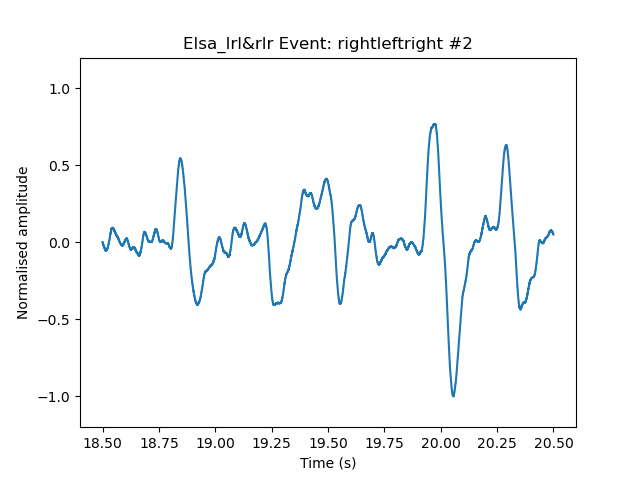 Elsa_lrl&rlr Event: rightleftright #2
Normalised amplitude
1.0
0.5
0.0
−0.5
−1.0
18.50 18.75 19.00 19.25 19.50 19.75 20.00 20.25 20.50
Time (s)